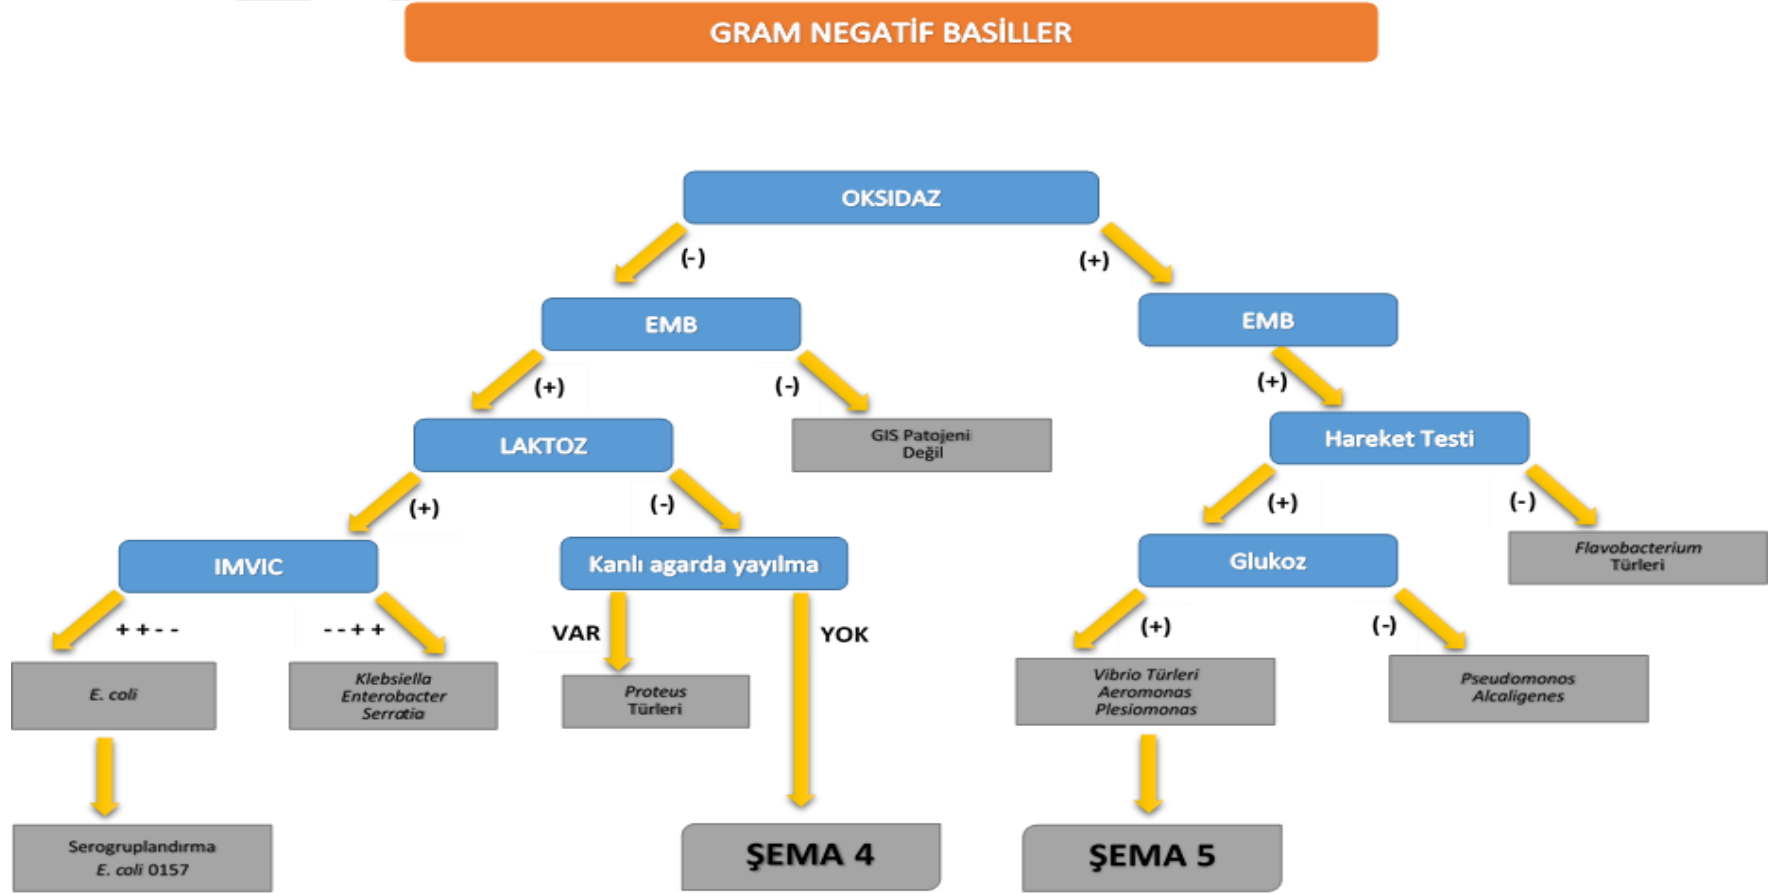 GRAM NEGATİF BASİLLER
OKSIDAZ
(-)
(+)
EMB
EMB
(+)
(-)
(+)
LAKTOZ
GIS Patojeni
Değil
Hareket Testi
(+)
(-)
(+)
(-)
IMVIC
Kanlı agarda yayılma
Glukoz
Flavobacterium
Türleri
++--
--++
VAR
YOK
(+)
(-)
E. coli
Klebsiella
Enterobacter
Serratia
Proteus
Türleri
Vibrio Türleri
Aeromonas
Plesiomonas
Pseudomonos
Alcaligenes
Serogruplandırma
E. coli 0157
ŞEMA 4
ŞEMA 5